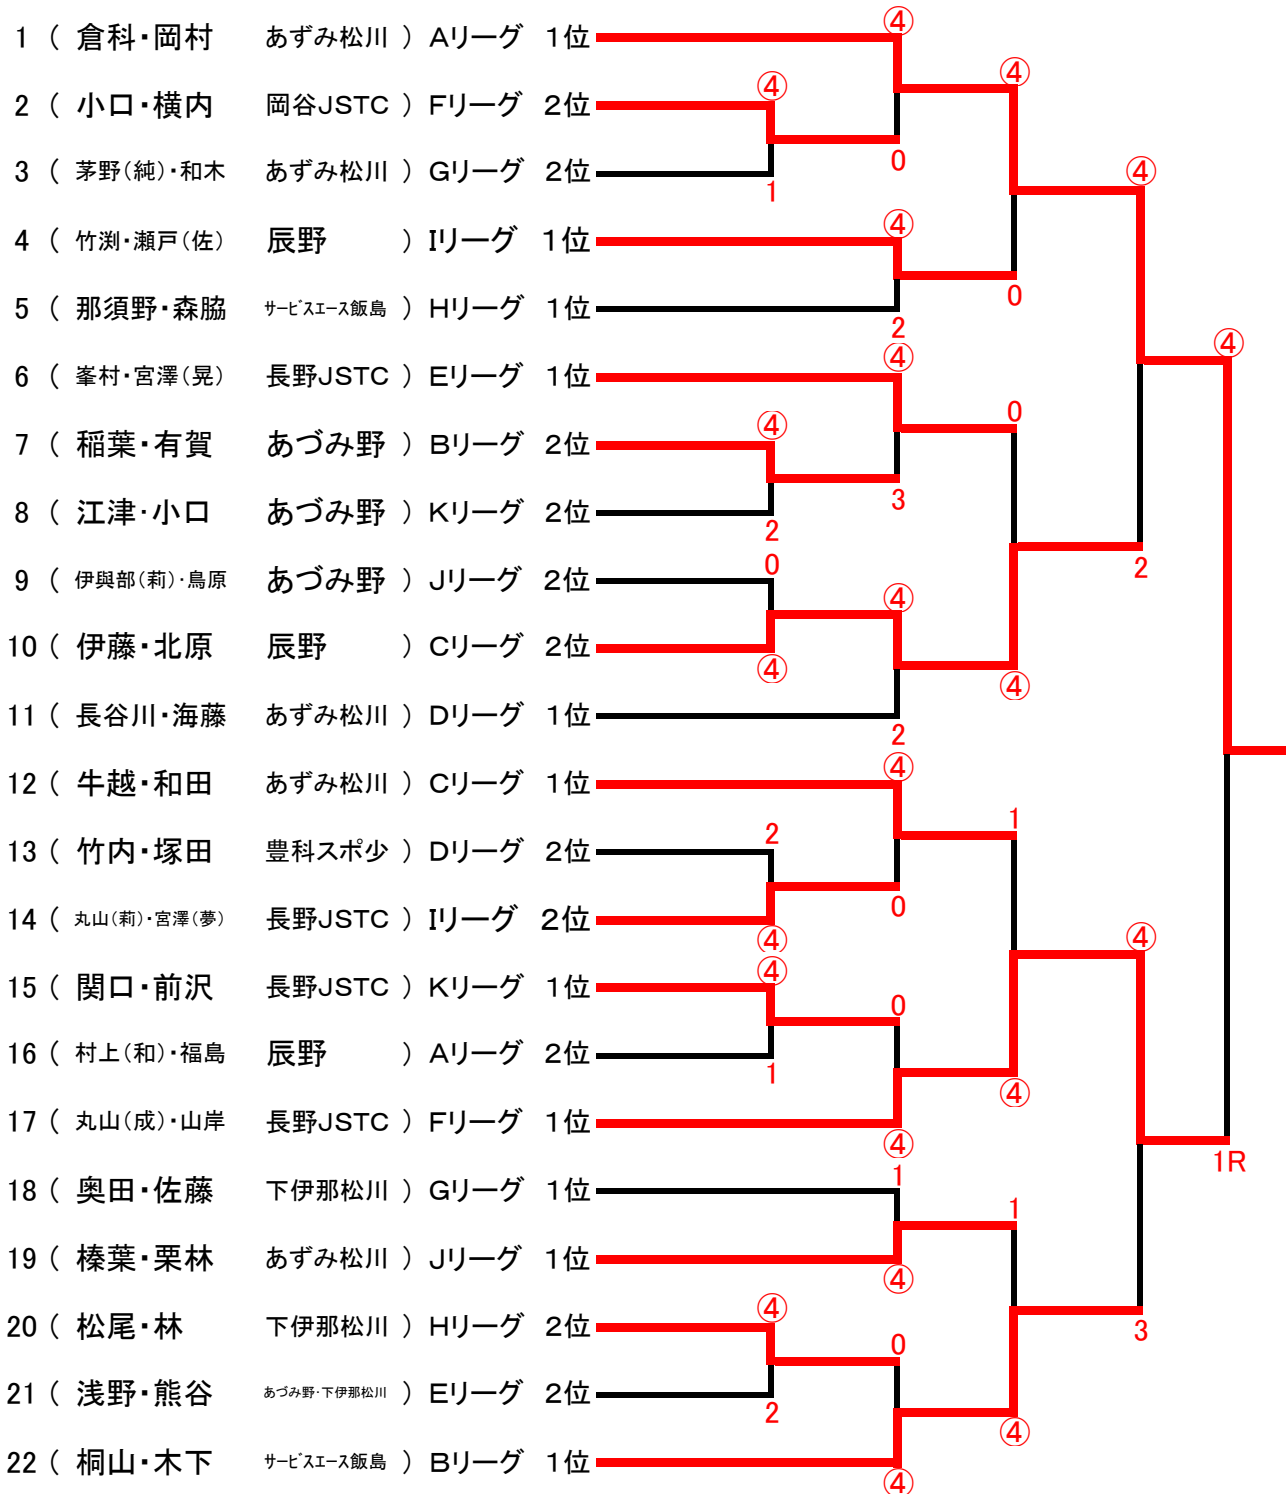 ④
1 ( 倉科・岡村 あずみ松川 ) Aリーグ 1位
④
④
2 ( 小口・横内 岡谷JSTC ) Fリーグ 2位
0
④
3 ( 茅野(純)・和木 あずみ松川 ) Gリーグ 2位
1
④
4 ( 竹渕・瀬戸(佐) 辰野 ) Iリーグ 1位
0
5 ( 那須野・森脇 サービスエース飯島 ) Hリーグ 1位
2
④
④
6 ( 峯村・宮澤(晃) 長野JSTC ) Eリーグ 1位
0
④
7 ( 稲葉・有賀 あづみ野 ) Bリーグ 2位
3
8 ( 江津・小口 あづみ野 ) Kリーグ 2位
2
0
2
9 ( 伊與部(莉)・鳥原 あづみ野 ) Jリーグ 2位
④
10 ( 伊藤・北原 辰野 ) Cリーグ 2位
④
④
11 ( 長谷川・海藤 あずみ松川 ) Dリーグ 1位
2
④
12 ( 牛越・和田 あずみ松川 ) Cリーグ 1位
1
2
13 ( 竹内・塚田 豊科スポ少 ) Dリーグ 2位
0
14 ( 丸山(莉)・宮澤(夢) 長野JSTC ) Iリーグ 2位
④
④
④
15 ( 関口・前沢 長野JSTC ) Kリーグ 1位
0
16 ( 村上(和)・福島 辰野 ) Aリーグ 2位
1
④
17 ( 丸山(成)・山岸 長野JSTC ) Fリーグ 1位
④
1R
1
18 ( 奥田・佐藤 下伊那松川 ) Gリーグ 1位
1
19 ( 榛葉・栗林 あずみ松川 ) Jリーグ 1位
④
④
20 ( 松尾・林 下伊那松川 ) Hリーグ 2位
3
0
21 ( 浅野・熊谷 あづみ野・下伊那松川 ) Eリーグ 2位
2
④
22 ( 桐山・木下 サービスエース飯島 ) Bリーグ 1位
④